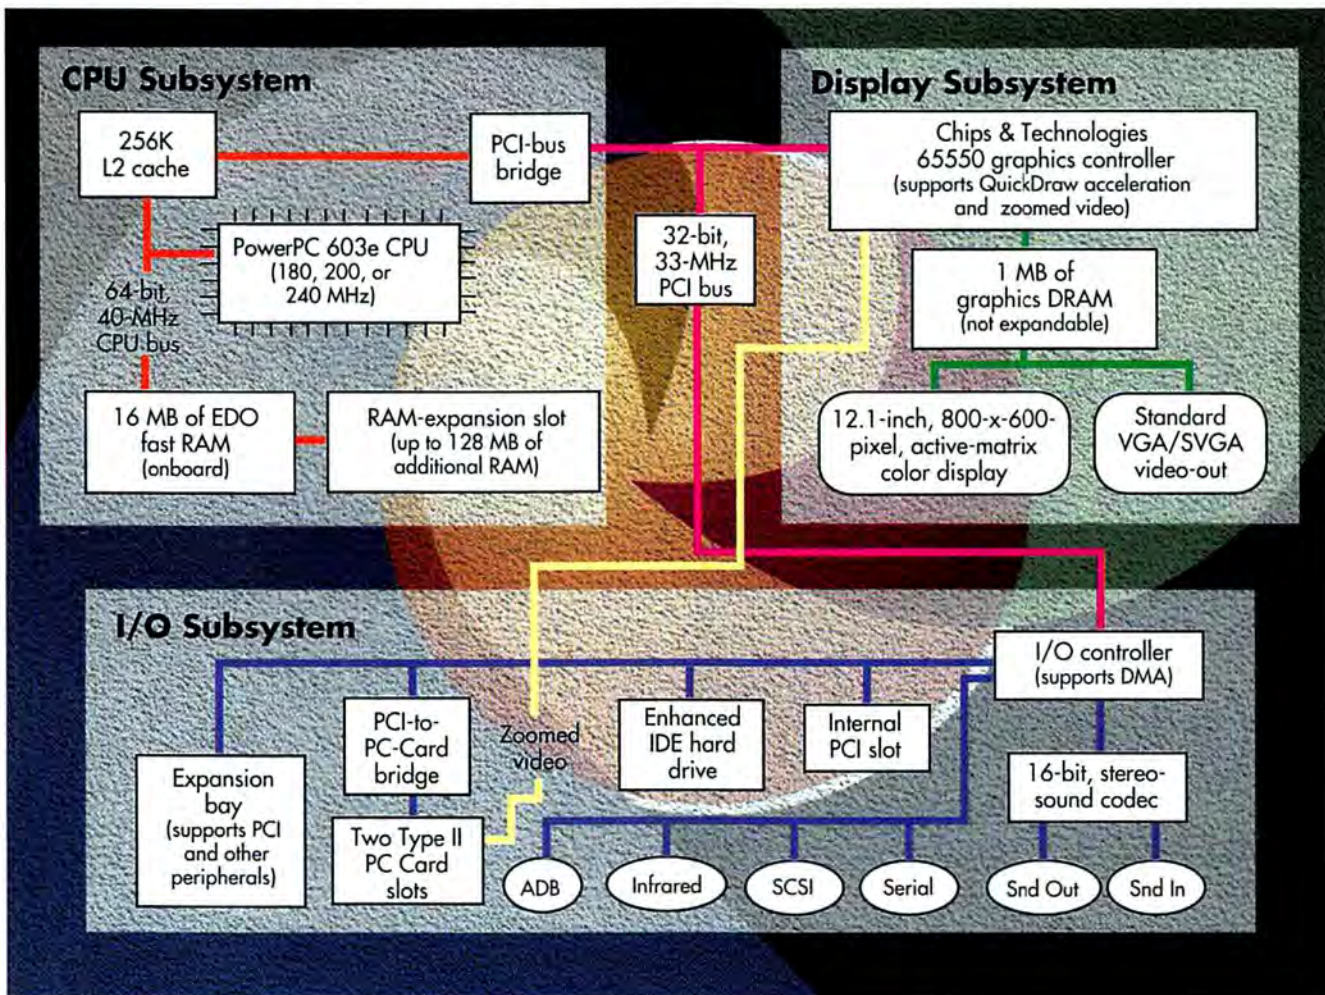 CPU Subsystem
256K
L2 cache
PCI-bus
bridge
PowerPC 603e CPU
(180, 200, or
240 MHz)
64-bit,
40-MHz
CPU bus
16 MB of EDO
fast RAM
(onboard)
RAM-expansion slot
(up to 128 MB of
additional RAM)
32-bit,
33-MHz
PCI bus
Display Subsystem
Chips & Technologies
65550 graphics controller
(supports QuickDraw acceleration
and zoomed video)
1 MB of
graphics DRAM
(not expandable)
12.1-inch, 800-x-600-
pixel, active-matrix
color display
Standard
VGA/SVGA
video-out
I/O Subsystem
I/O controller
(supports DMA)
Expansion
bay
(supports PCI
and other
peripherals)
PCI-to-
PC-Card
bridge
Two Type II
PC Card
slots
Zoomed
video
Enhanced
IDE hard
drive
Internal
PCI slot
16-bit, stereo-
sound codec
ADB
Infrared
SCSI
Serial
Snd Out
Snd In